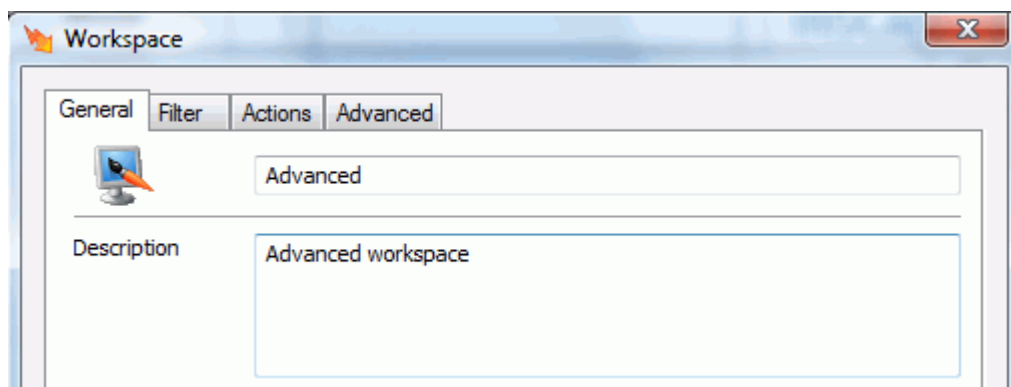 Workspace
General Filter Actions Advanced
Advanced
Description
Advanced workspace